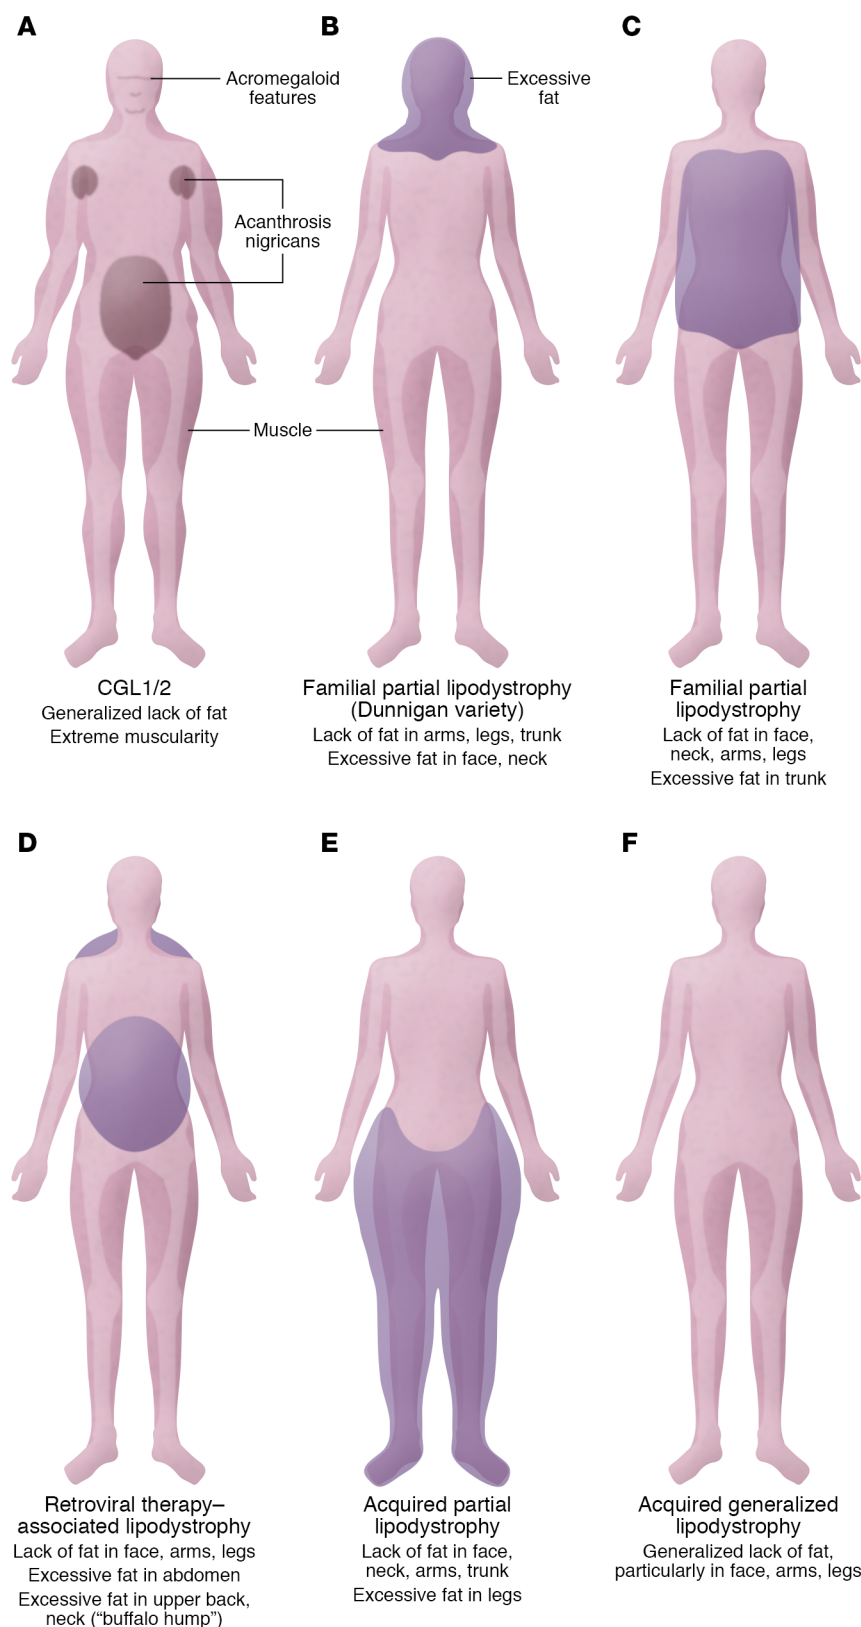 A
B
C
Acromegaloid
features
Excessive
fat
Acanthrosis
nigricans
Muscle
CGL1/2
Generalized lack of fat
Extreme muscularity
Familial partial lipodystrophy
(Dunnigan variety)
Lack of fat in arms, legs, trunk
Excessive fat in face, neck
Familial partial
lipodystrophy
Lack of fat in face,
neck, arms, legs
Excessive fat in trunk
D
E
F
Retroviral therapy–
associated lipodystrophy
Lack of fat in face, arms, legs
Excessive fat in abdomen
Excessive fat in upper back,
neck (“buffalo hump”)
Acquired partial
lipodystrophy
Lack of fat in face,
neck, arms, trunk
Excessive fat in legs
Acquired generalized
lipodystrophy
Generalized lack of fat,
particularly in face, arms, legs